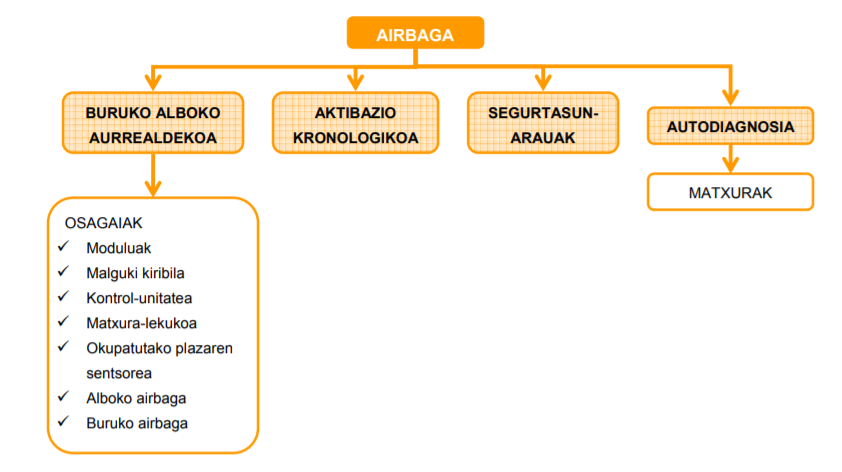 AIRBAGA
BURUKO ALBOKO
AURREALDEKOA
AKTIBAZIO
KRONOLOGIKOA
SEGURTASUN-
ARAUAK
AUTODIAGNOSIA
MATXURAK
OSAGAIAK
✓ Moduluak
✓ Malguki kiribila
✓ Kontrol-unitatea
✓ Matxura-lekukoa
✓ Okupatutako plazaren
sentsorea
✓ Alboko airbaga
✓ Buruko airbaga